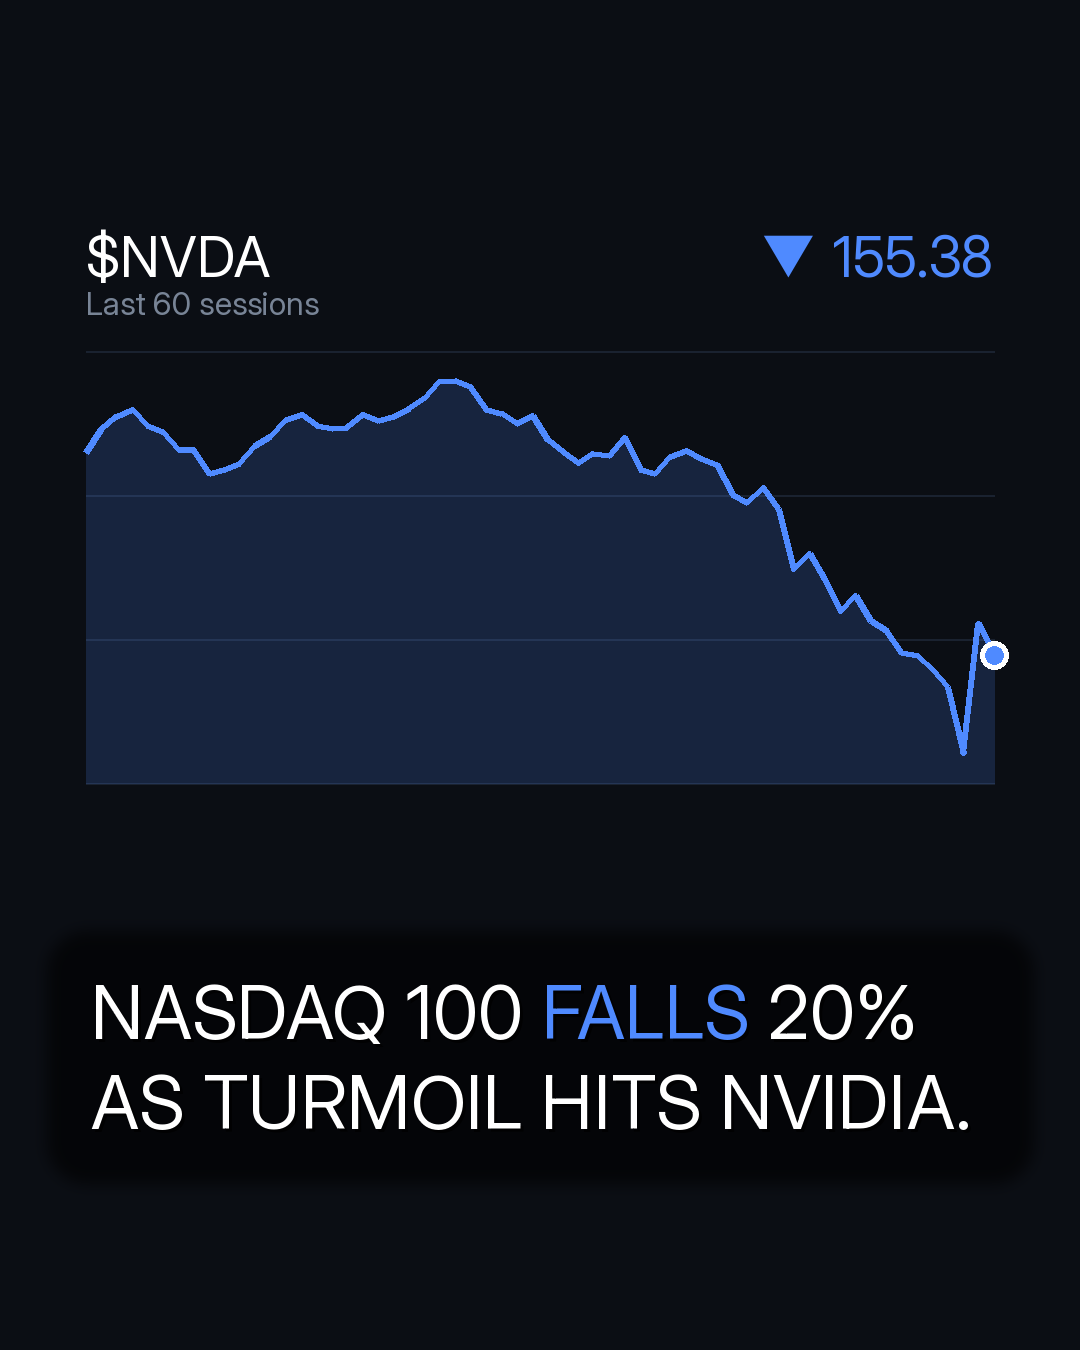 $NVDA
▼ 155.38
Last 60 sessions
NASDAQ 100 FALLS 20%
AS TURMOIL HITS NVIDIA.